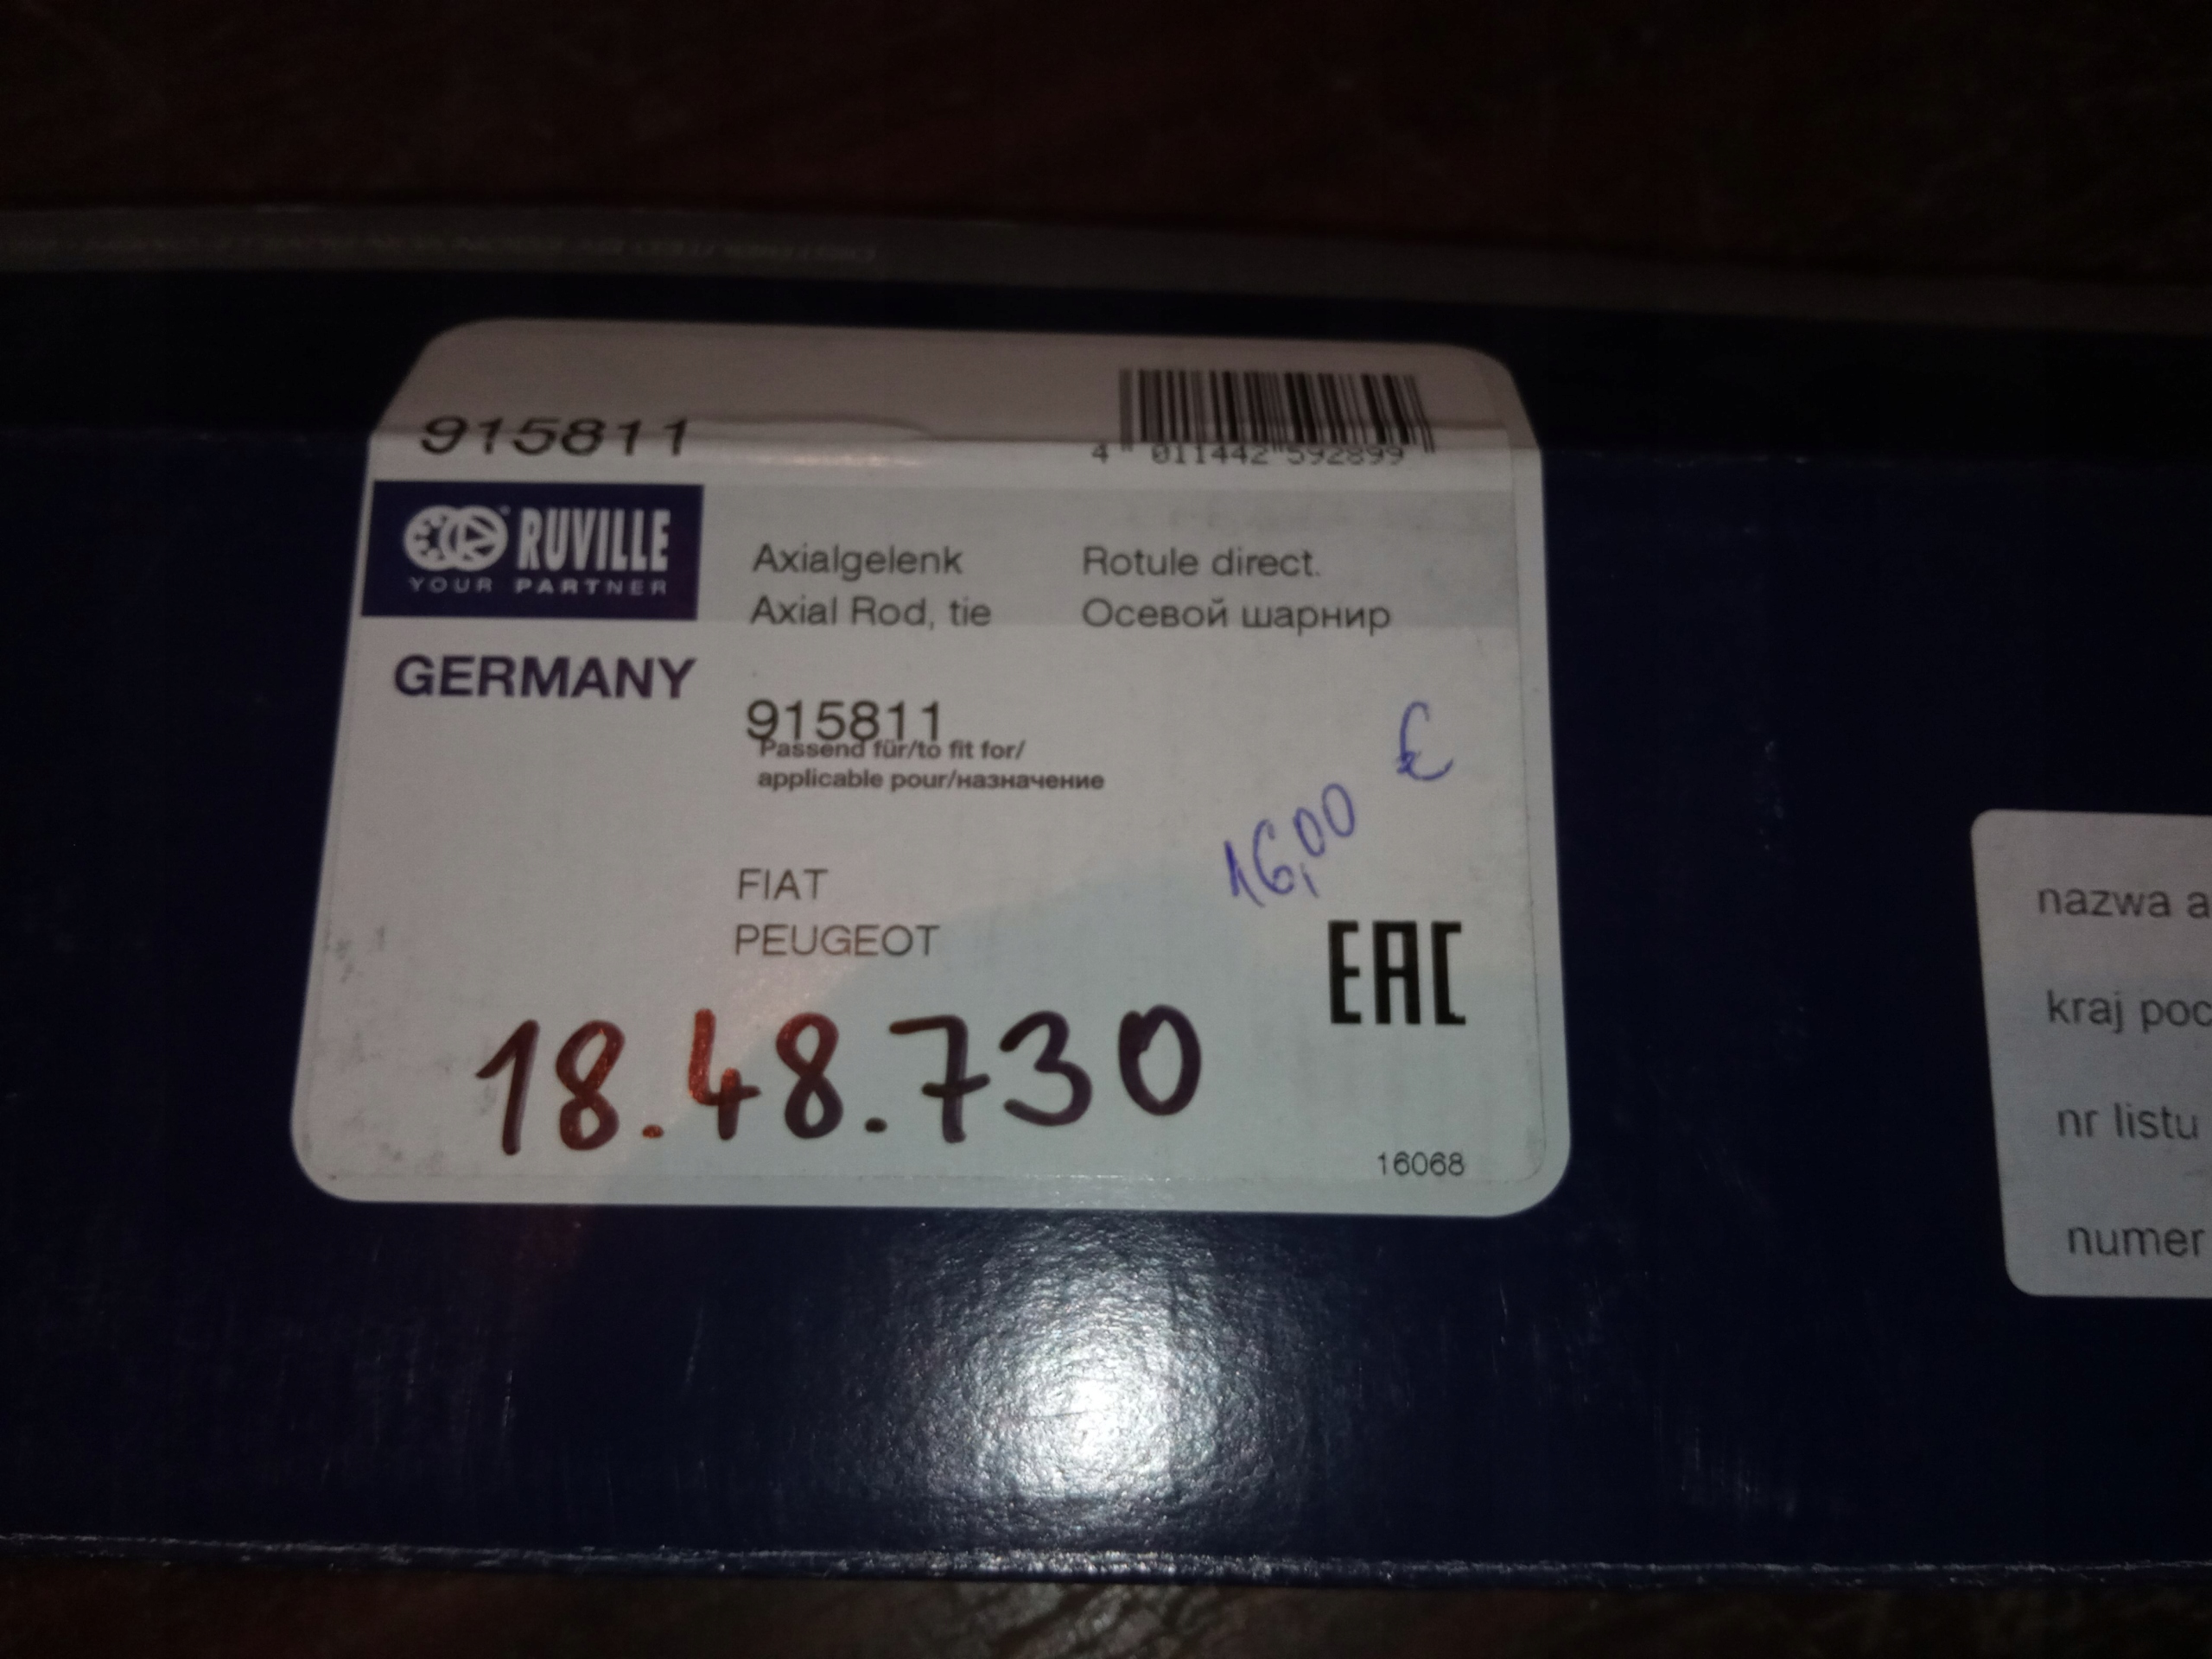 915811
4 011442 592899
RUVILLE
YOUR PARTNER
Axialgelenk
Axial Rod, tie
Rotule direct.
Осевой шарнир
GERMANY
915811
Passend für/to fit for/
applicable pour/назначение
16,00 €
FIAT
PEUGEOT
EAC
18.48.730
16068
nazwa a
kraj poc
nr listu
numer